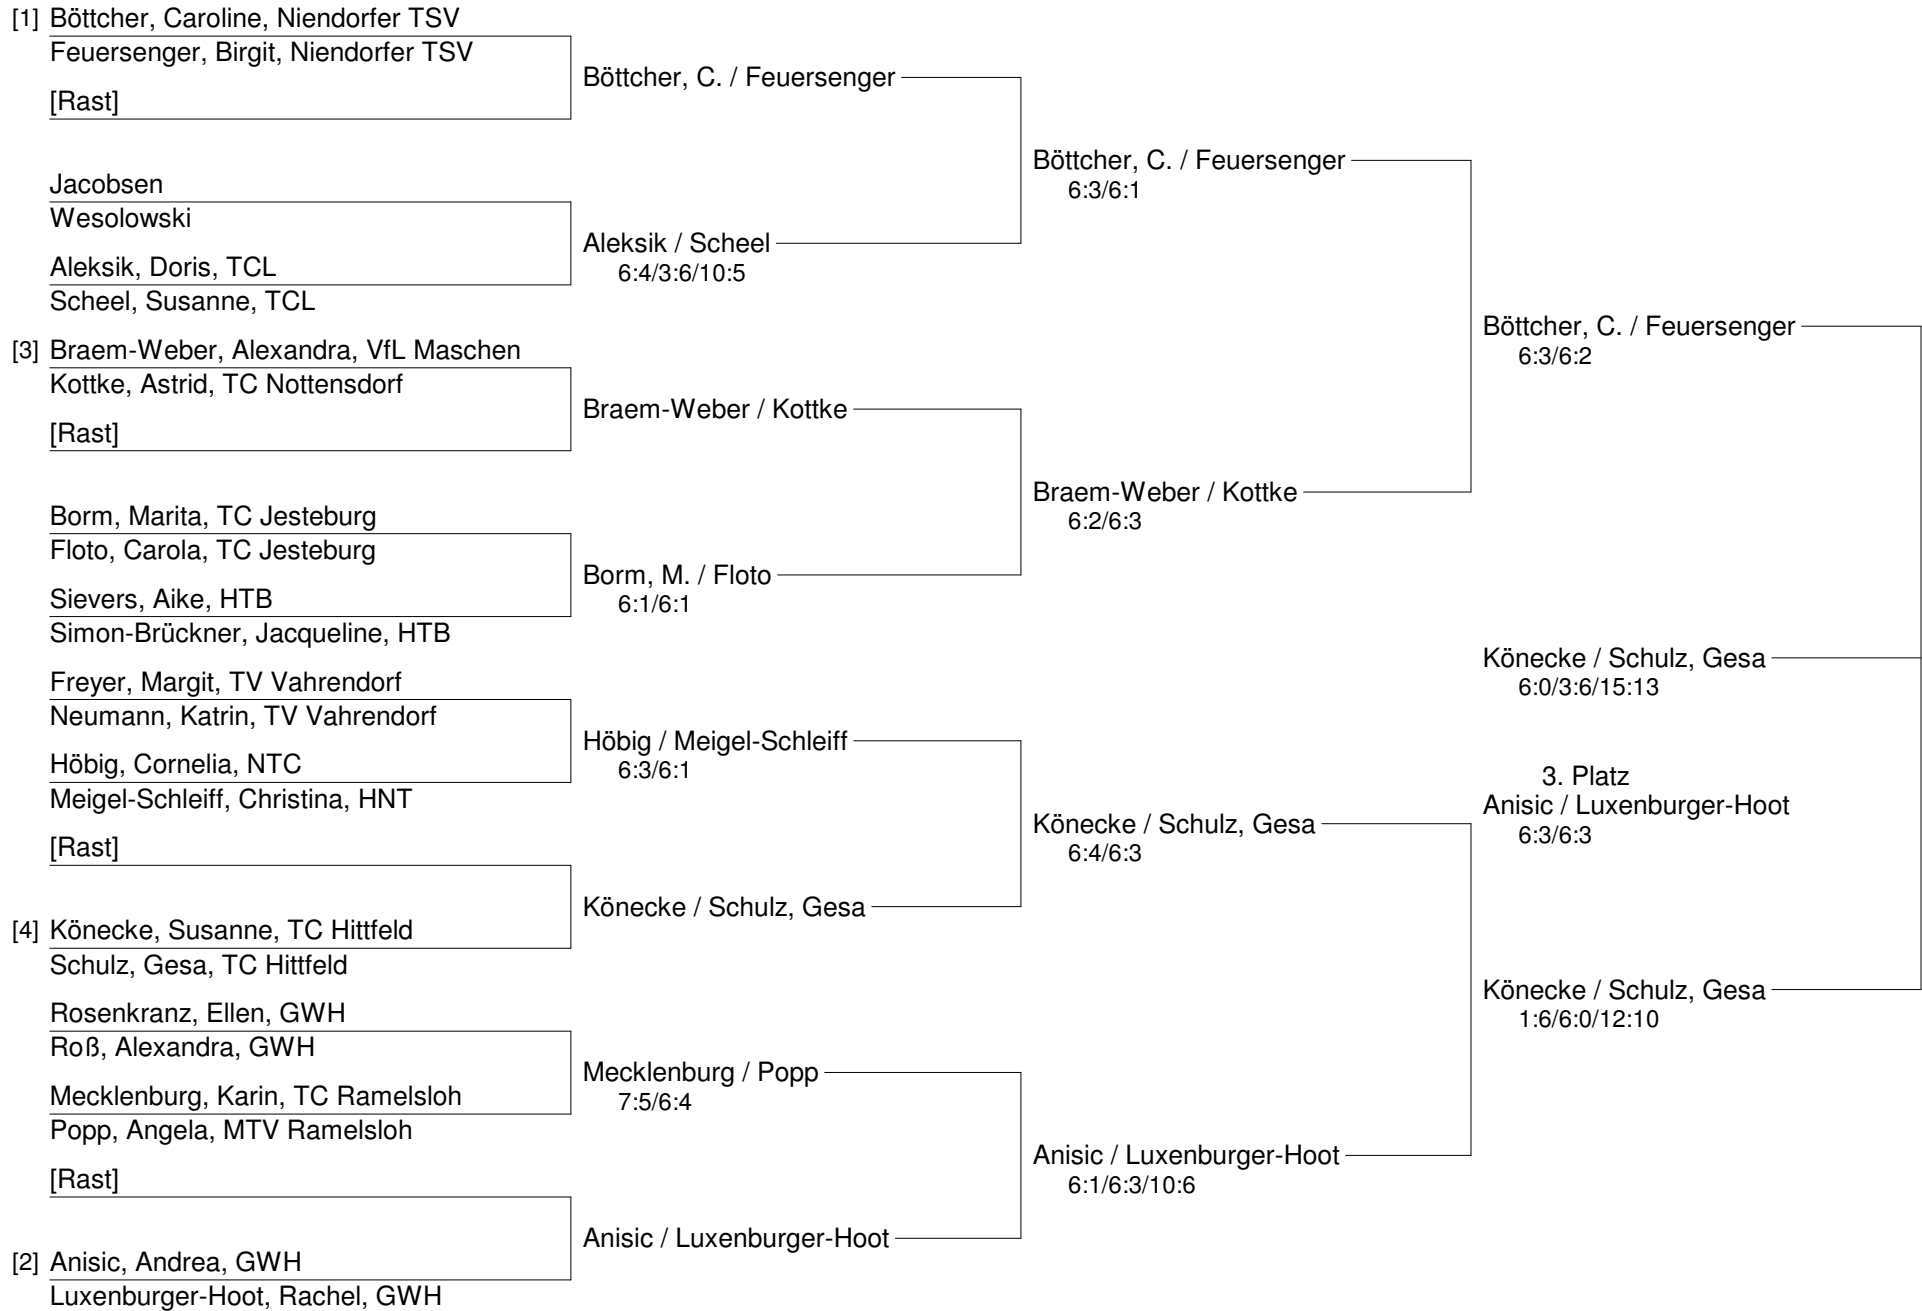 [1] Böttcher, Caroline, Niendorfer TSV
Feuersenger, Birgit, Niendorfer TSV
[Rast]
Jacobsen
Wesolowski
Aleksik, Doris, TCL
Scheel, Susanne, TCL
[3] Braem-Weber, Alexandra, VfL Maschen
Kottke, Astrid, TC Nottensdorf
[Rast]
Borm, Marita, TC Jesteburg
Floto, Carola, TC Jesteburg
Sievers, Aike, HTB
Simon-Brückner, Jacqueline, HTB
Freyer, Margit, TV Vahrendorf
Neumann, Katrin, TV Vahrendorf
Höbig, Cornelia, NTC
Meigel-Schleiff, Christina, HNT
[Rast]
[4] Könecke, Susanne, TC Hittfeld
Schulz, Gesa, TC Hittfeld
Rosenkranz, Ellen, GWH
Roß, Alexandra, GWH
Mecklenburg, Karin, TC Ramelsloh
Popp, Angela, MTV Ramelsloh
[Rast]
[2] Anisic, Andrea, GWH
Luxenburger-Hoot, Rachel, GWH
Böttcher, C. / Feuersenger
Aleksik / Scheel
6:4/3:6/10:5
Braem-Weber / Kottke
Borm, M. / Floto
6:1/6:1
Höbig / Meigel-Schleiff
6:3/6:1
Könecke / Schulz, Gesa
Mecklenburg / Popp
7:5/6:4
Anisic / Luxenburger-Hoot
Böttcher, C. / Feuersenger
6:3/6:1
Braem-Weber / Kottke
6:2/6:3
Könecke / Schulz, Gesa
6:4/6:3
Anisic / Luxenburger-Hoot
6:1/6:3/10:6
Böttcher, C. / Feuersenger
6:3/6:2
Könecke / Schulz, Gesa
6:0/3:6/15:13
3. Platz
Anisic / Luxenburger-Hoot
6:3/6:3
Könecke / Schulz, Gesa
1:6/6:0/12:10